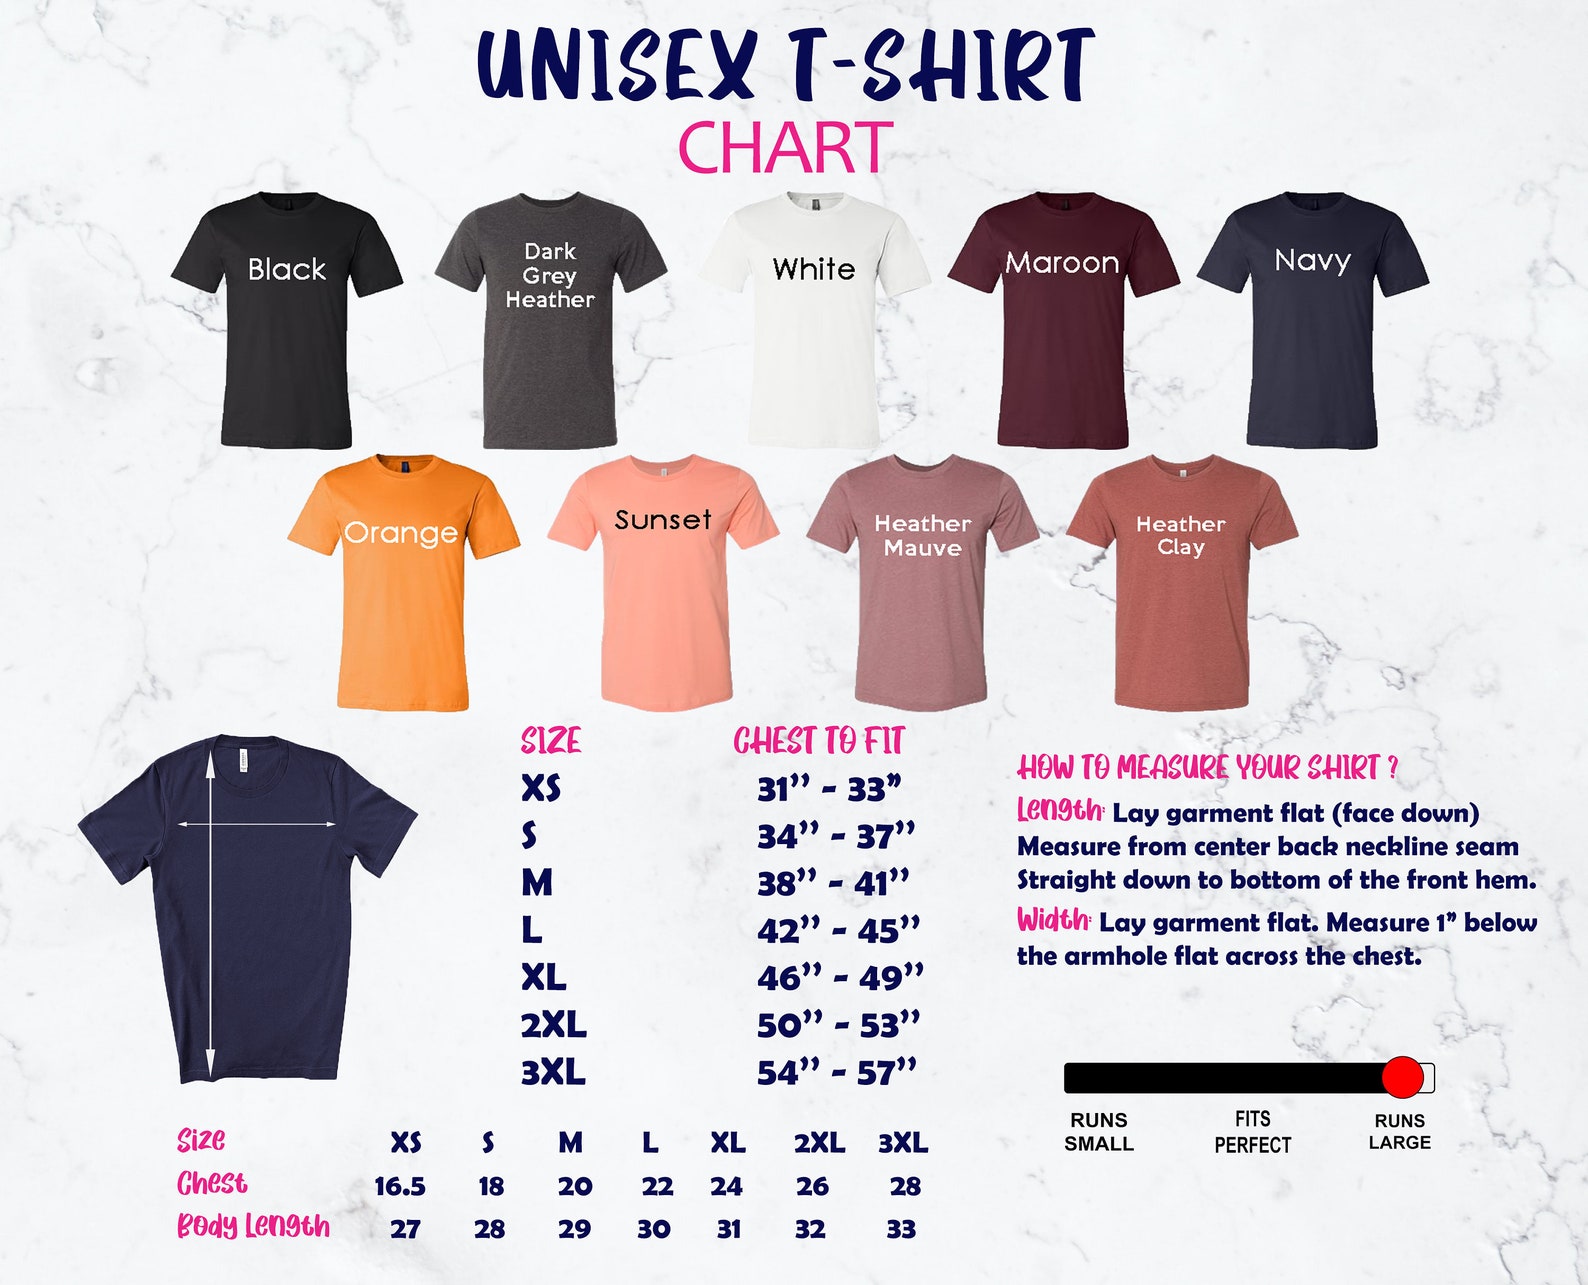 UNISEX T-SHIRT
CHART
Black
Dark
Grey
Heather
White
Maroon
Navy
Orange
Sunset
Heather
Mauve
Heather
Clay
SIZE CHEST TO FIT
XS 31’’ - 33”
S 34’’ - 37’’
M 38’’ - 41’’
L 42’’ - 45’’
XL 46’’ - 49’’
2XL 50’’ - 53’’
3XL 54’’ - 57’’
HOW TO MEASURE YOUR SHIRT ?
Length: Lay garment flat (face down)
Measure from center back neckline seam
Straight down to bottom of the front hem.
Width: Lay garment flat. Measure 1” below
the armhole flat across the chest.
RUNS
SMALL
FITS
PERFECT
RUNS
LARGE
Size XS S M L XL 2XL 3XL
Chest 16.5 18 20 22 24 26 28
Body Length 27 28 29 30 31 32 33